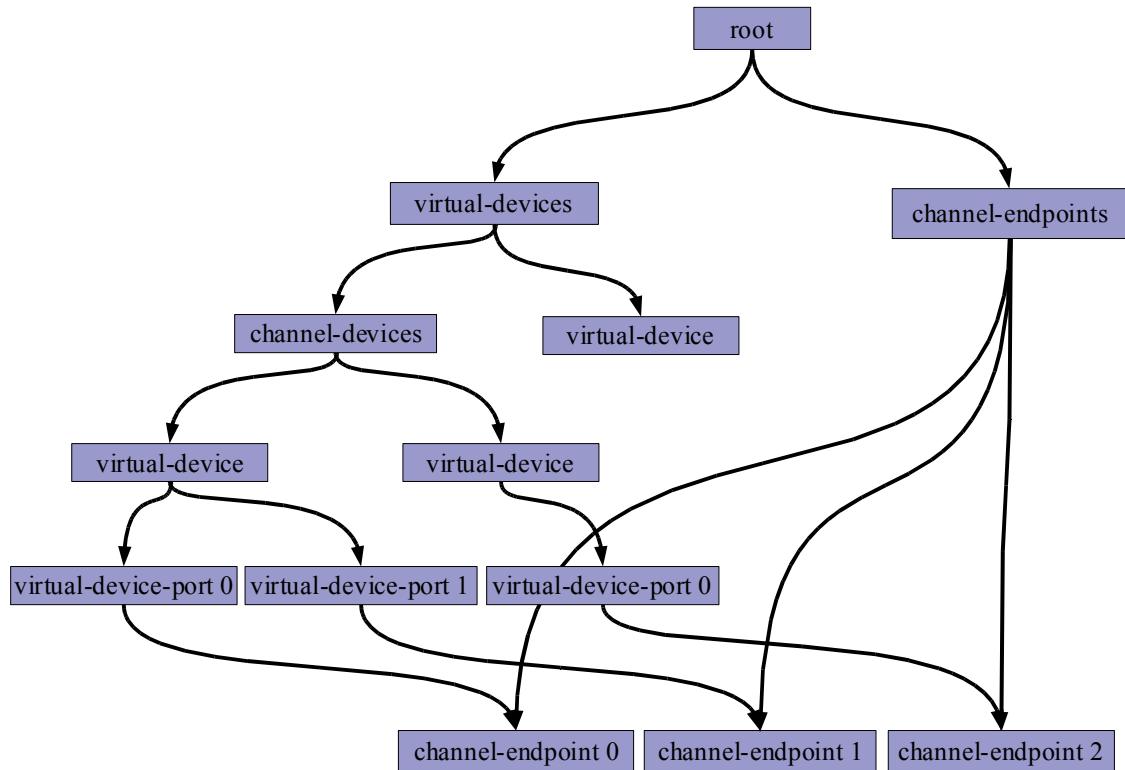 root
virtual-devices
channel-endpoints
channel-devices
virtual-device
virtual-device
virtual-device
virtual-device-port 0
virtual-device-port 1
virtual-device-port 0
channel-endpoint 0
channel-endpoint 1
channel-endpoint 2